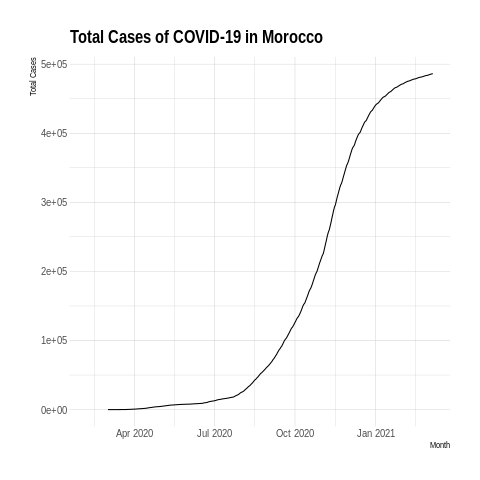 Total Cases of COVID-19 in Morocco
Total Cases
5e+05
4e+05
3e+05
2e+05
1e+05
0e+00
Apr 2020 Jul 2020 Oct 2020 Jan 2021
Month